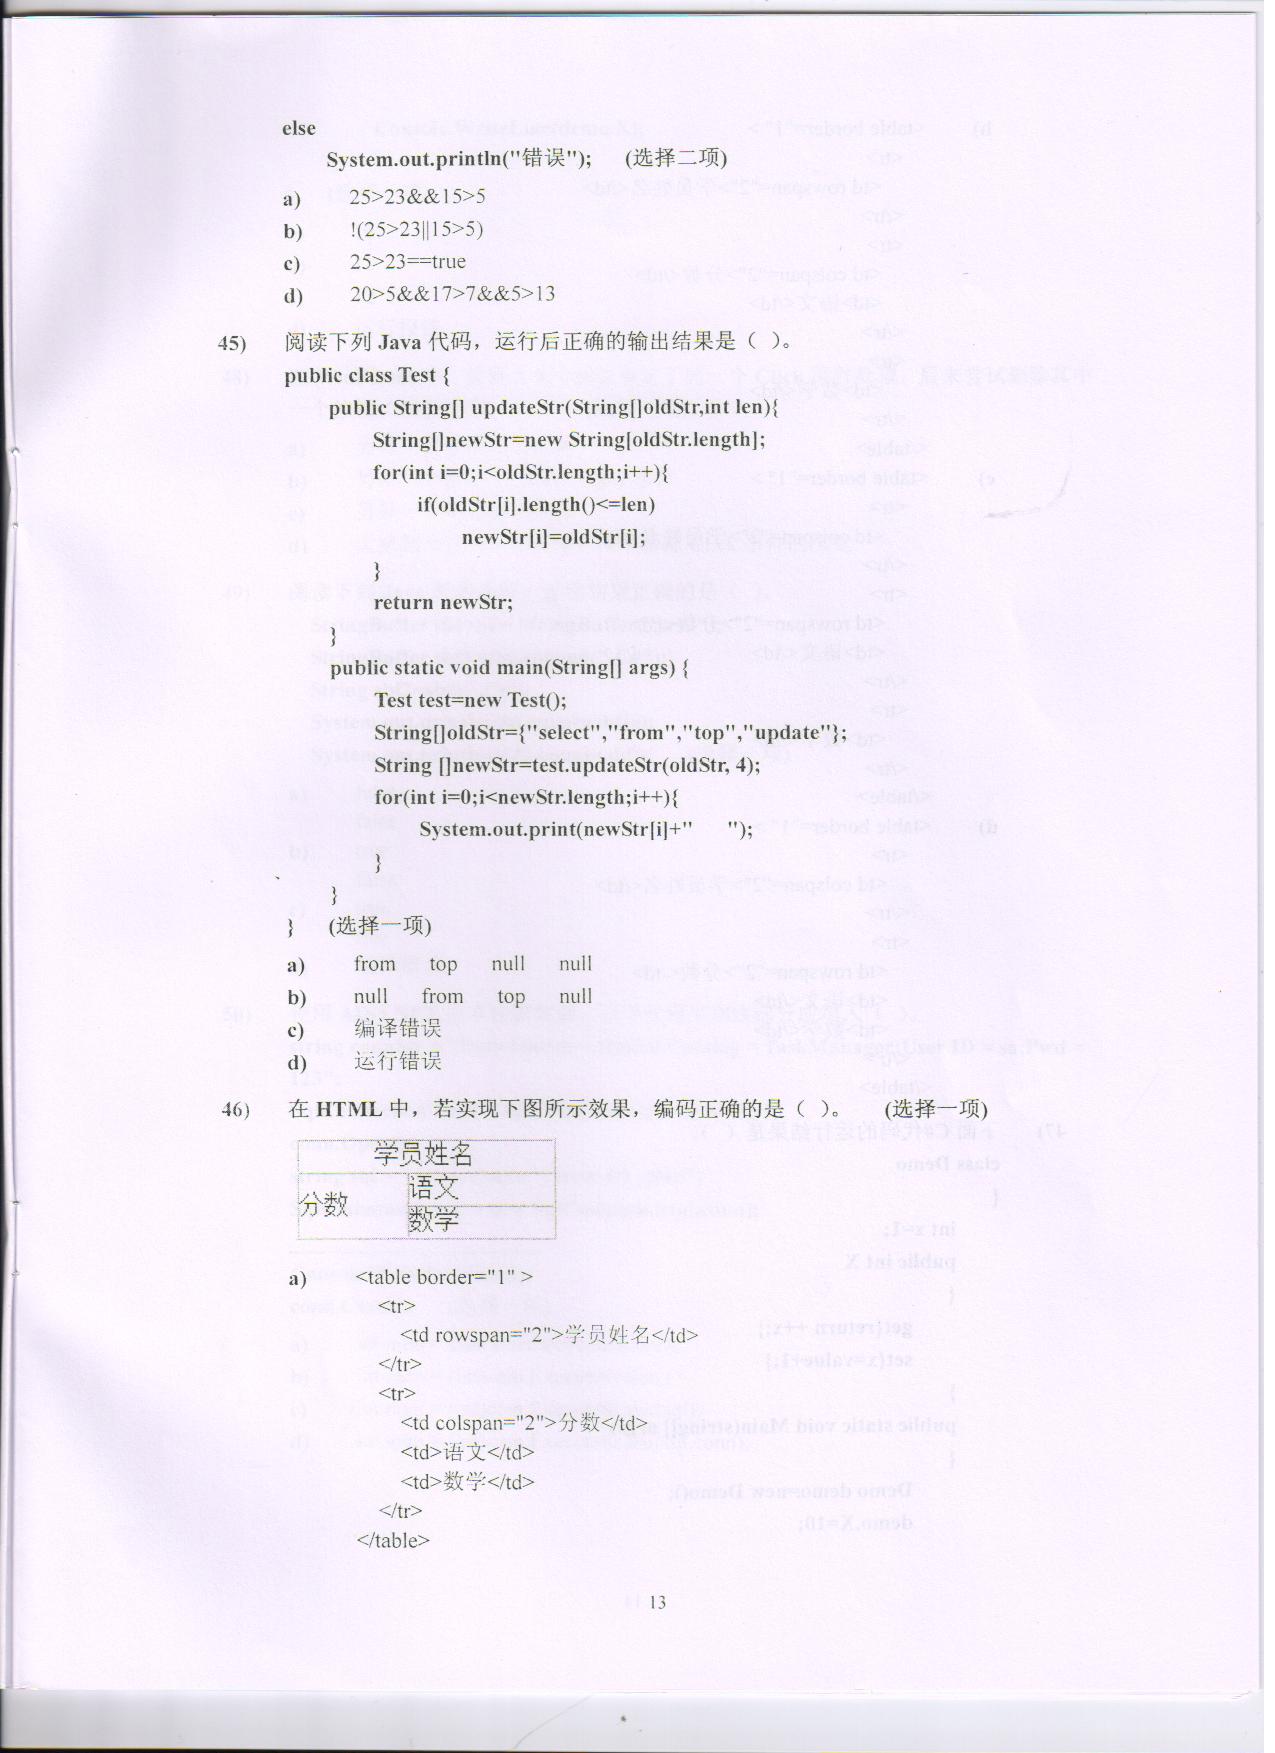 else
System.out.println("错误"); (选择二项)
a) 25>23&&15>5
b) !(25>23||15>5)
c) 25>23==true
d) 20>5&&17>7&&5>13
45) 阅读下列 Java 代码，运行后正确的输出结果是（ ）。
public class Test {
public String[] updateStr(String[]oldStr,int len){
String[]newStr=new String[oldStr.length];
for(int i=0;i<oldStr.length;i++){
if(oldStr[i].length()<=len)
newStr[i]=oldStr[i];
}
return newStr;
}
public static void main(String[] args) {
Test test=new Test();
String[]oldStr={"select","from","top","update"};
String []newStr=test.updateStr(oldStr, 4);
for(int i=0;i<newStr.length;i++){
System.out.print(newStr[i]+" ");
}
}
} (选择一项)
a) from top null null
b) null from top null
c) 编译错误
d) 运行错误
46) 在 HTML 中，若实现下图所示效果，编码正确的是（ ）。 (选择一项)
学员姓名
语文
分数
数学
a) <table border="1" >
<tr>
<td rowspan="2">学员姓名</td>
</tr>
<tr>
<td colspan="2">分数</td>
<td>语文</td>
<td>数学</td>
</tr>
</table>
13